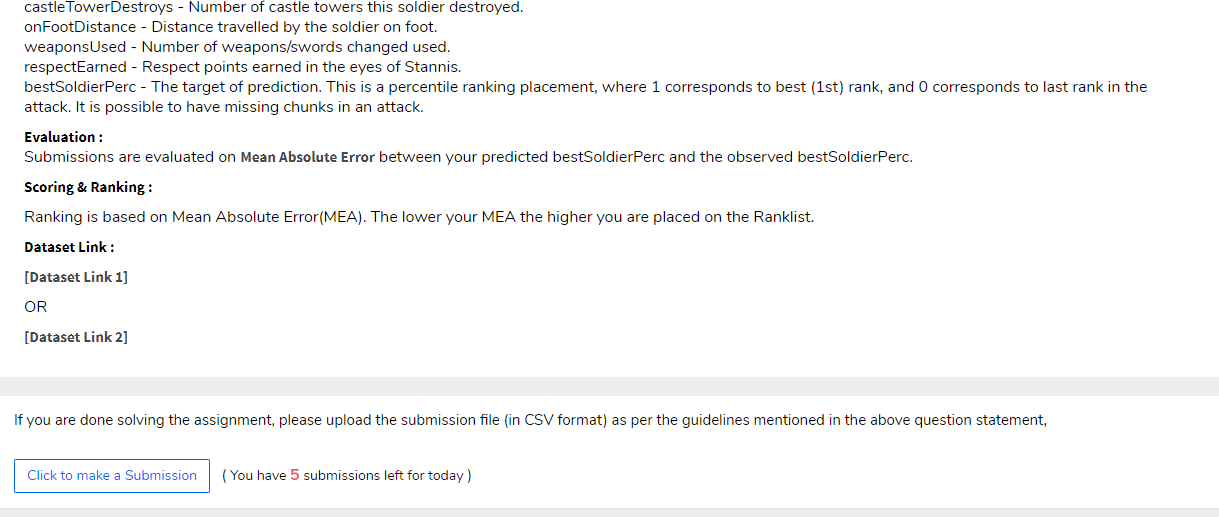 castleTowerDestroys - Number of castle towers this soldier destroyed.
onFootDistance - Distance travelled by the soldier on foot.
weaponsUsed - Number of weapons/swords changed used.
respectEarned - Respect points earned in the eyes of Stannis.
bestSoldierPerc - The target of prediction. This is a percentile ranking placement, where 1 corresponds to best (1st) rank, and 0 corresponds to last rank in the
attack. It is possible to have missing chunks in an attack.
Evaluation :
Submissions are evaluated on Mean Absolute Error between your predicted bestSoldierPerc and the observed bestSoldierPerc.
Scoring & Ranking :
Ranking is based on Mean Absolute Error(MEA). The lower your MEA the higher you are placed on the Ranklist.
Dataset Link :
[Dataset Link 1]
OR
[Dataset Link 2]
If you are done solving the assignment, please upload the submission file (in CSV format) as per the guidelines mentioned in the above question statement,
Click to make a Submission ( You have 5 submissions left for today )